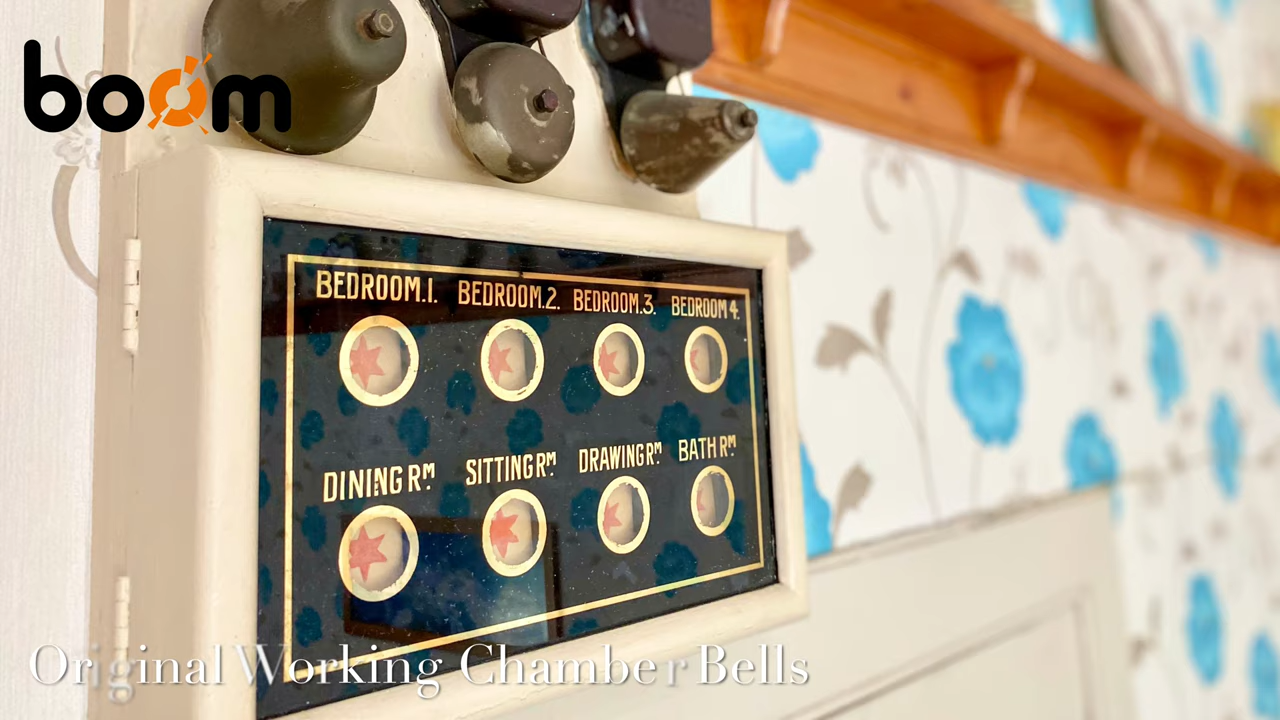 boom
BEDROOM.1. BEDROOM.2. BEDROOM.3. BEDROOM 4.
DINING RM. SITTING RM. DRAWING RM. BATH RM.
Original Working Chamber Bells